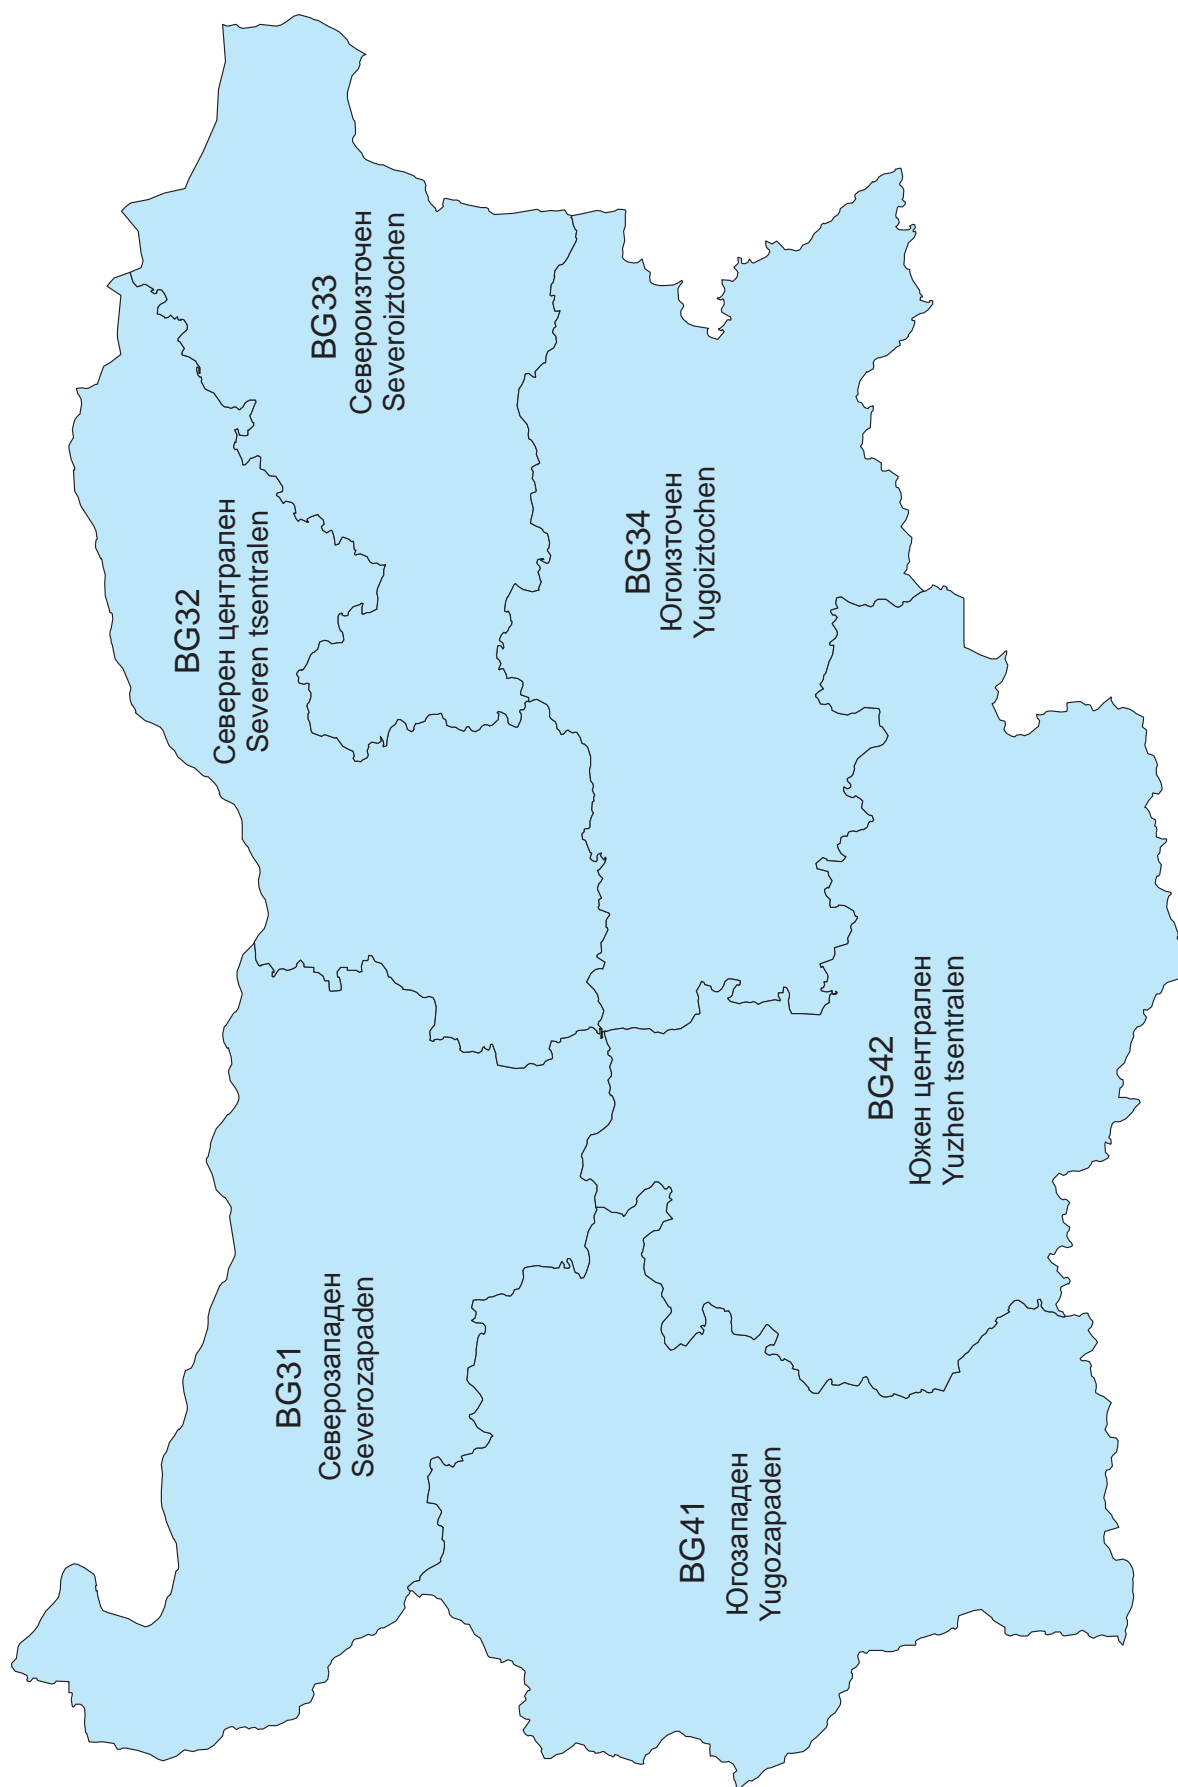 BG31
Северозападен
Severozapaden
BG32
Северен централен
Severen tsentralen
BG33
Североизточен
Severoiztochen
BG41
Югозападен
Yugozapaden
BG42
Южен централен
Yuzhen tsentralen
BG34
Югоизточен
Yugoiztochen